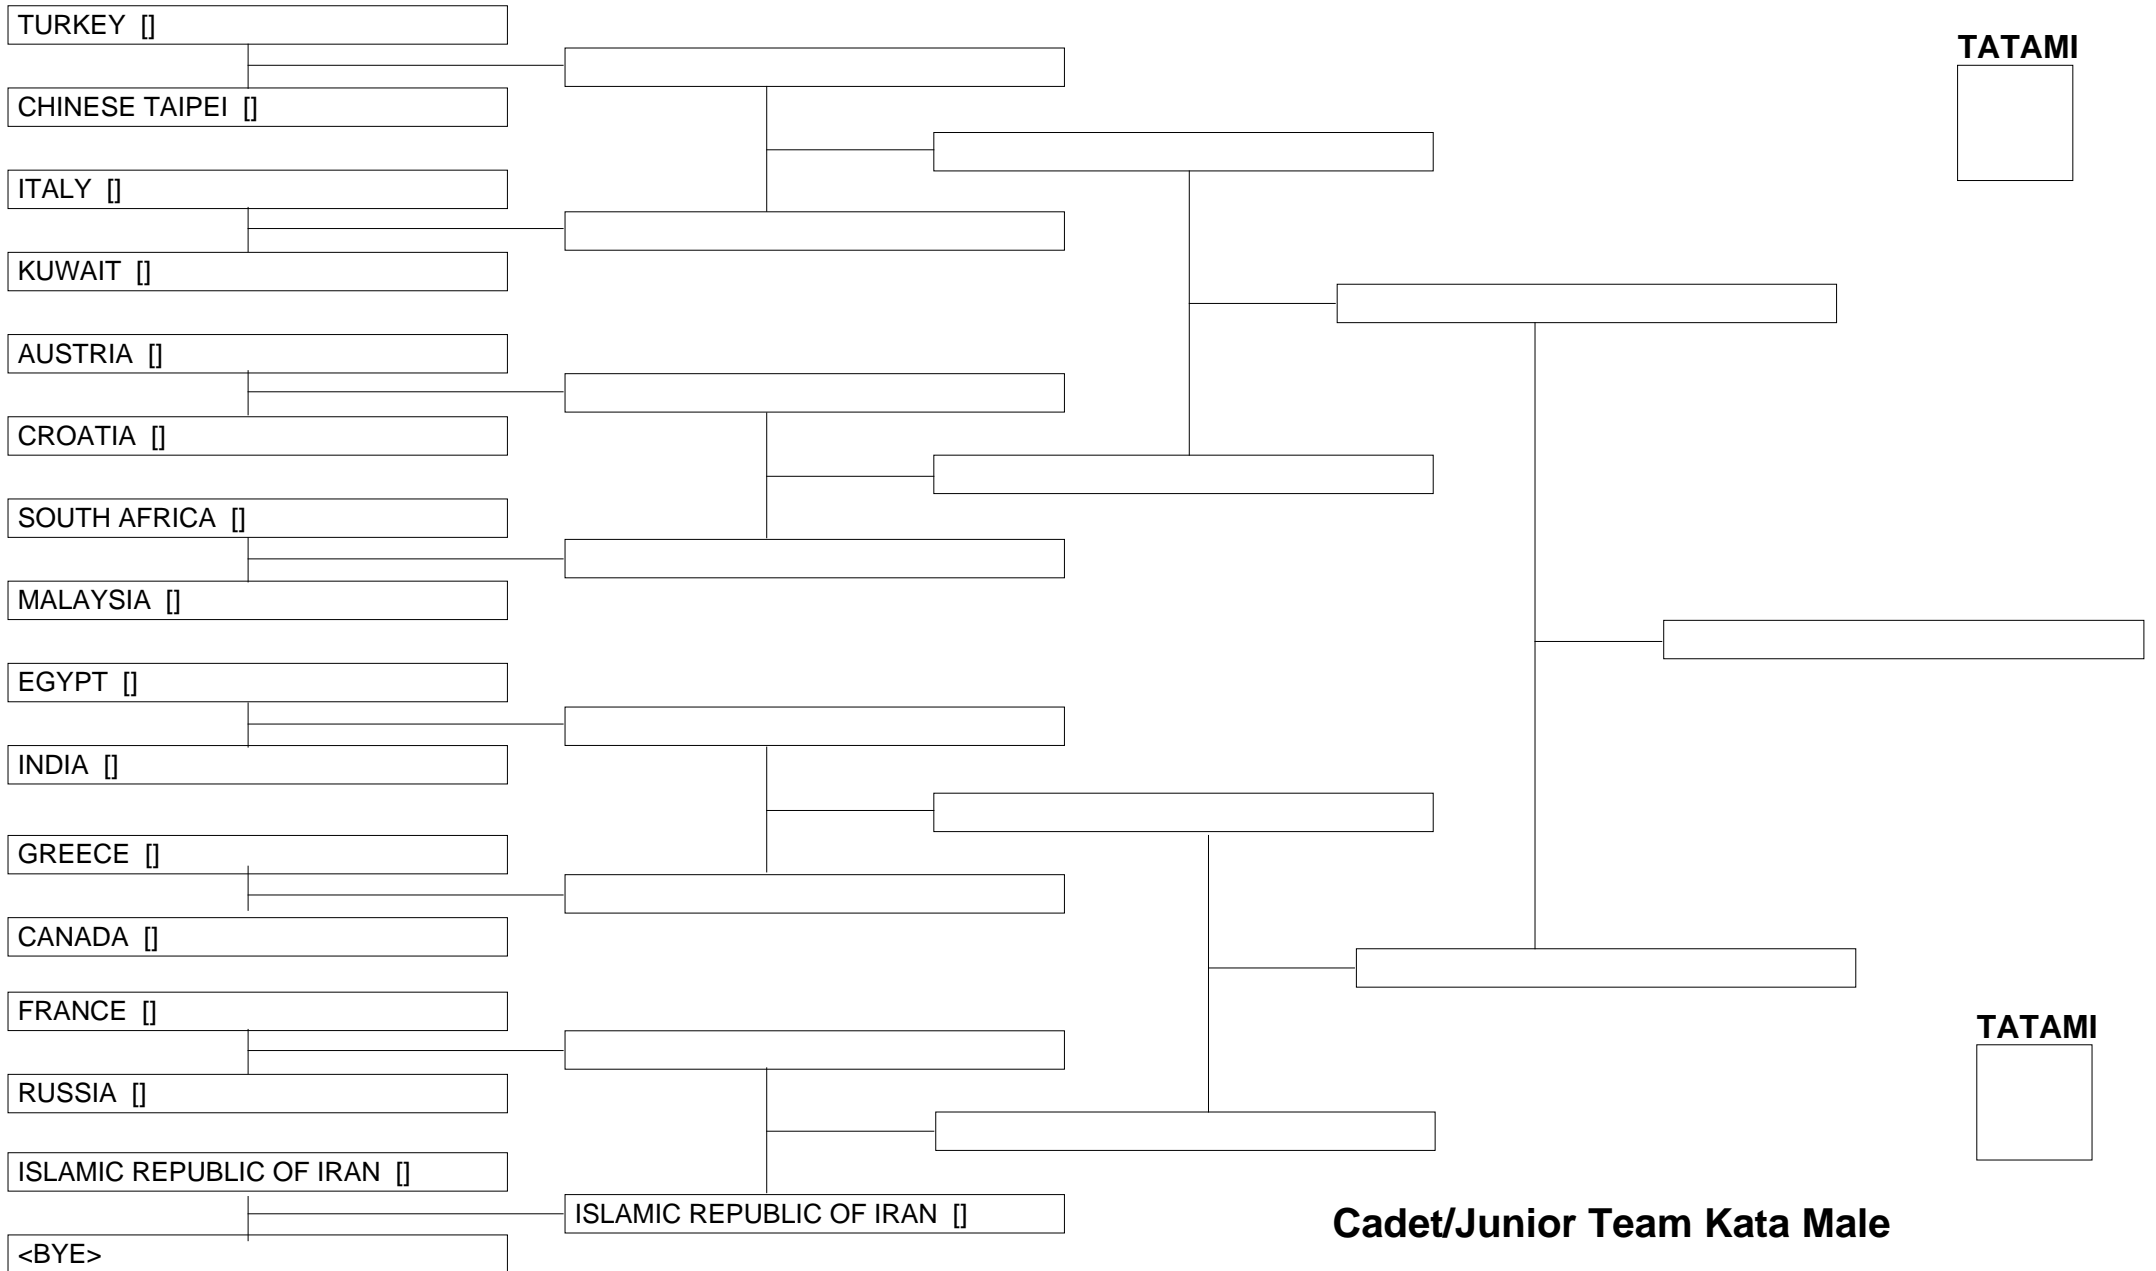 TURKEY  []
TATAMI
CHINESE TAIPEI  []
ITALY  []
KUWAIT  []
AUSTRIA  []
CROATIA  []
SOUTH AFRICA  []
MALAYSIA  []
EGYPT  []
INDIA  []
GREECE  []
CANADA  []
FRANCE  []
TATAMI
RUSSIA  []
ISLAMIC REPUBLIC OF IRAN  []
ISLAMIC REPUBLIC OF IRAN  []
Cadet/Junior Team Kata Male
<BYE>